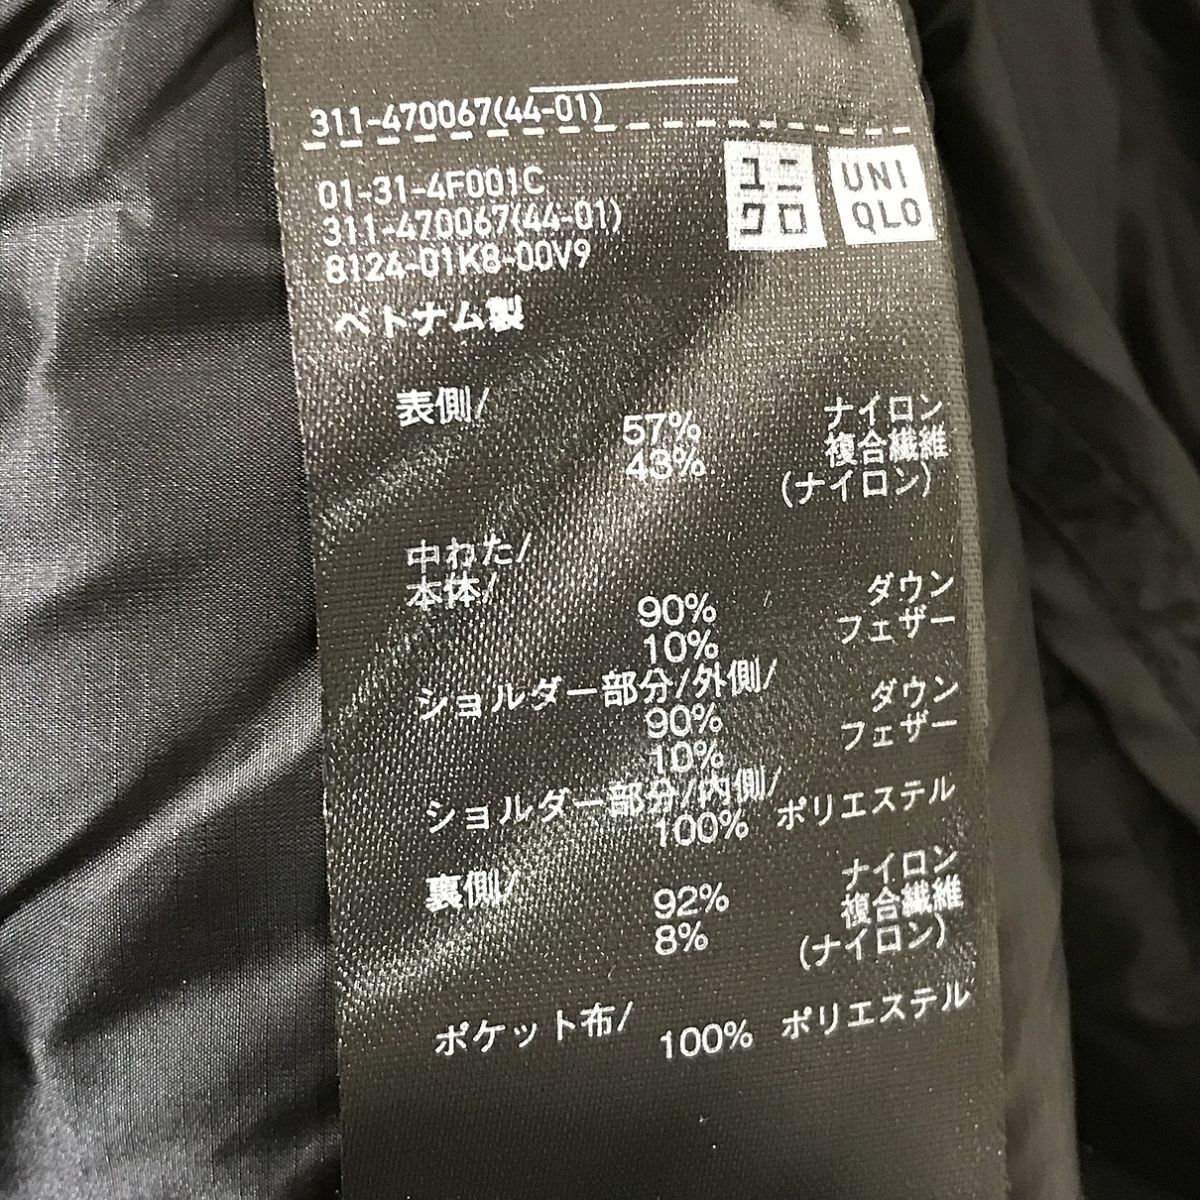 311-470067(44-01)
01-31-4F001C
311-470067(44-01)
8124-01K8-00V9
ユニ
クロ
UNI
QLO
ベトナム製
表側/
57% ナイロン
43% 複合繊維
(ナイロン)
中わた/
本体/
90% ダウン
10% フェザー
ショルダー部分/外側/
90% ダウン
10% フェザー
ショルダー部分/内側/
100% ポリエステル
裏側/
92% ナイロン
8% 複合繊維
(ナイロン)
ポケット布/
100% ポリエステル